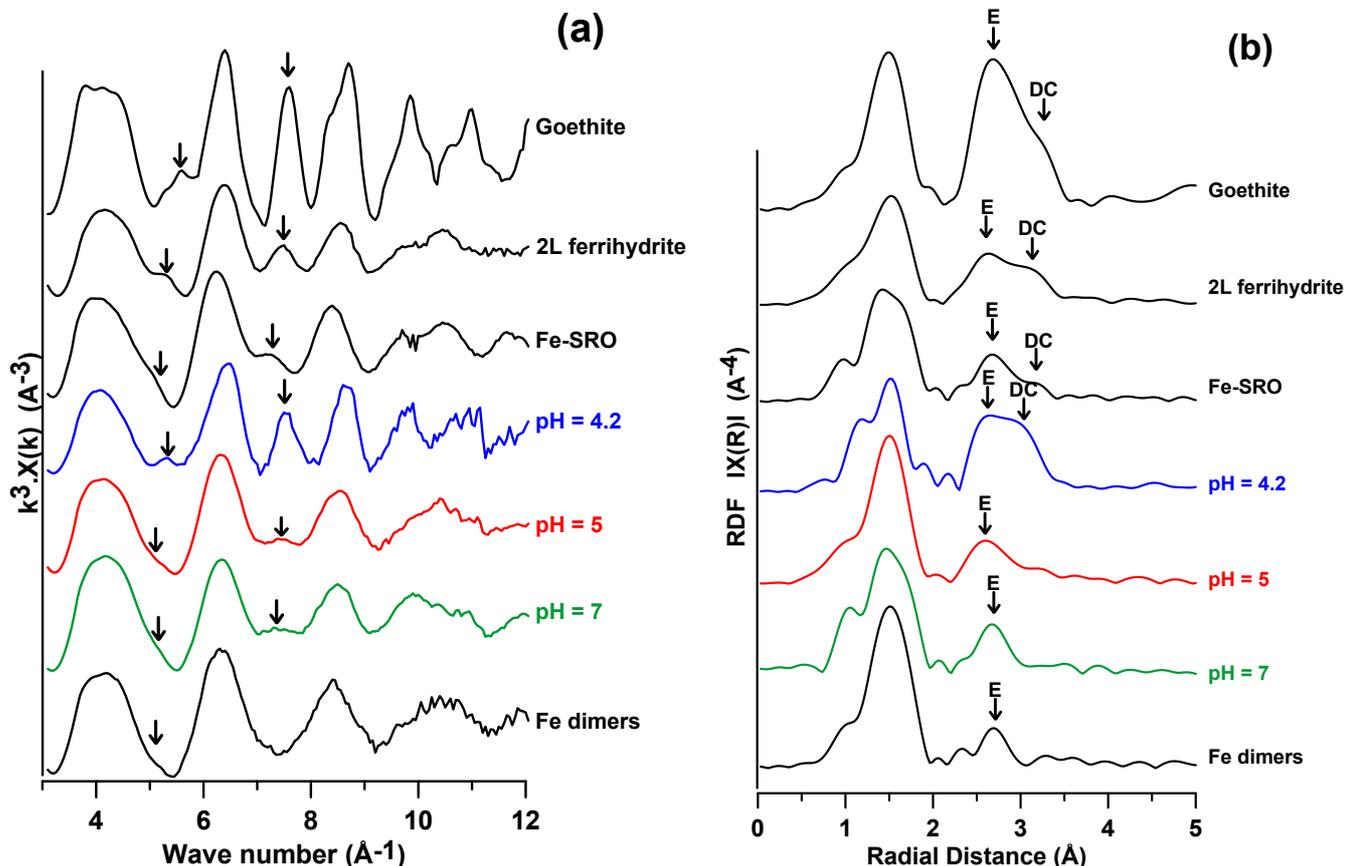 (a)
Goethite
2L ferrihydrite
Fe-SRO
pH = 4.2
pH = 5
pH = 7
Fe dimers
k3.X(k) (A-3)
4 6 8 10 12
Wave number (Å-1)
(b)
E
DC
Goethite
E
DC
2L ferrihydrite
E
DC
Fe-SRO
E
DC
pH = 4.2
E
pH = 5
E
pH = 7
E
Fe dimers
RDF IX(R)I (A-4)
0 1 2 3 4 5
Radial Distance (Å)